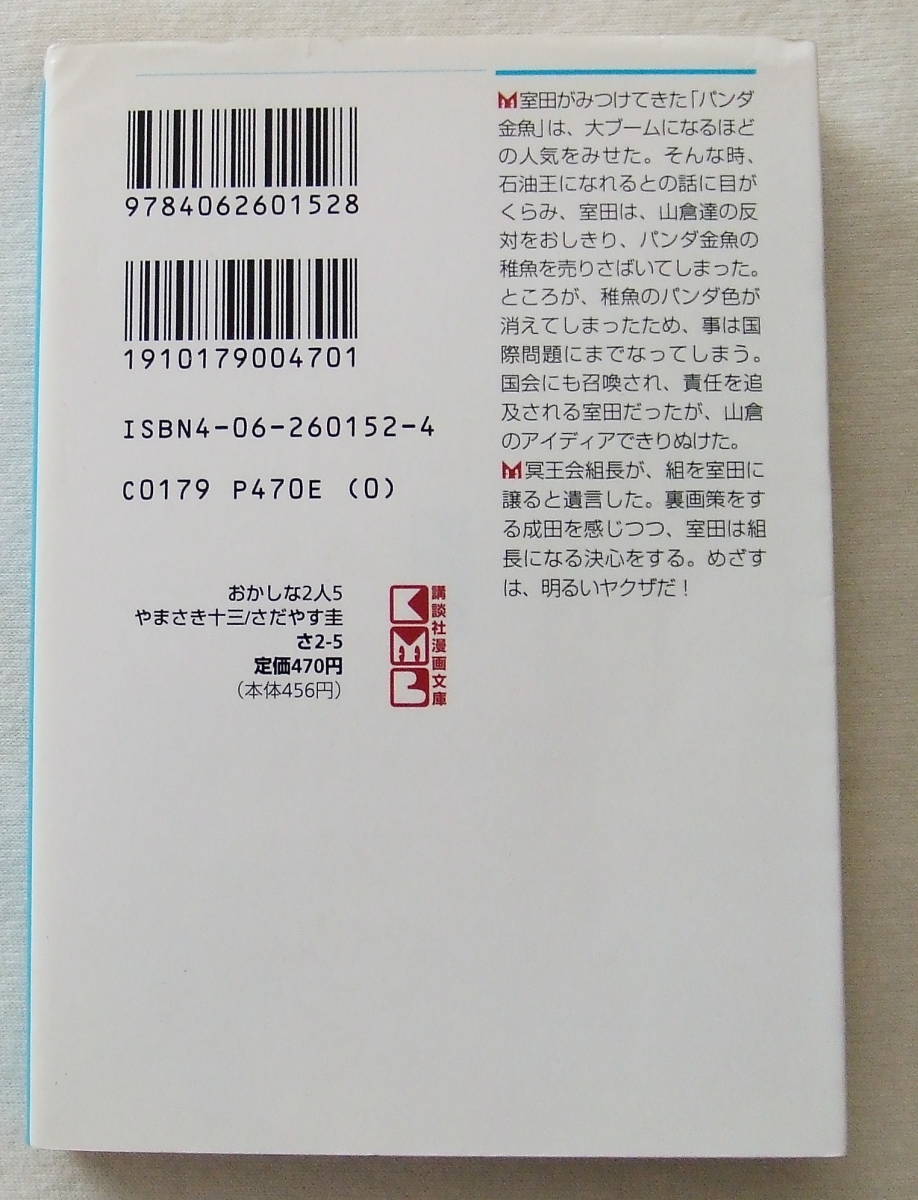 9784062601528
1910179004701
ISBN4-06-260152-4
C0179 P470E (0)
おかしな2人5
やまさき十三/さだやす圭
さ2-5
定価470円
(本体456円)
KMB
講談社漫画文庫
M室田がみつけてきた「パンダ
金魚」は、大ブームになるほど
の人気をみせた。そんな時、
石油王になれるとの話に目が
くらみ、室田は、山倉達の反
対をおしきり、パンダ金魚の
稚魚を売りさばいてしまった。
ところが、稚魚のパンダ色が
消えてしまったため、事は国
際問題にまでなってしまう。
国会にも召喚され、責任を追
及される室田だったが、山倉
のアイディアできりぬけた。
M冥王会組長が、組を室田に
譲ると遺言した。裏画策をす
る成田を感じつつ、室田は組
長になる決心をする。めざす
は、明るいヤクザだ!